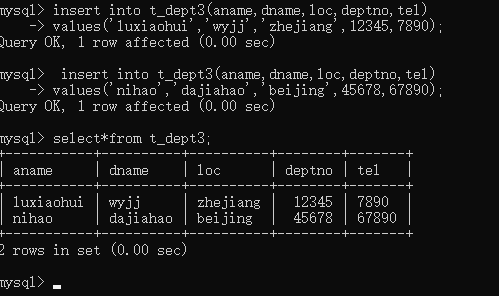 mysql> insert into t_dept3(aname,dname,loc,deptno,tel)
    -> values('luxiaohui','wyjj','zhejiang',12345,7890);
Query OK, 1 row affected (0.00 sec)
mysql>  insert into t_dept3(aname,dname,loc,deptno,tel)
    -> values('nihao','dajiahao','beijing',45678,67890);
Query OK, 1 row affected (0.00 sec)
mysql> select*from t_dept3;
+-----------+----------+----------+--------+-------+
| aname     | dname    | loc      | deptno | tel   |
+-----------+----------+----------+--------+-------+
| luxiaohui | wyjj     | zhejiang |  12345 | 7890  |
| nihao     | dajiahao | beijing  |  45678 | 67890 |
+-----------+----------+----------+--------+-------+
2 rows in set (0.00 sec)
mysql>